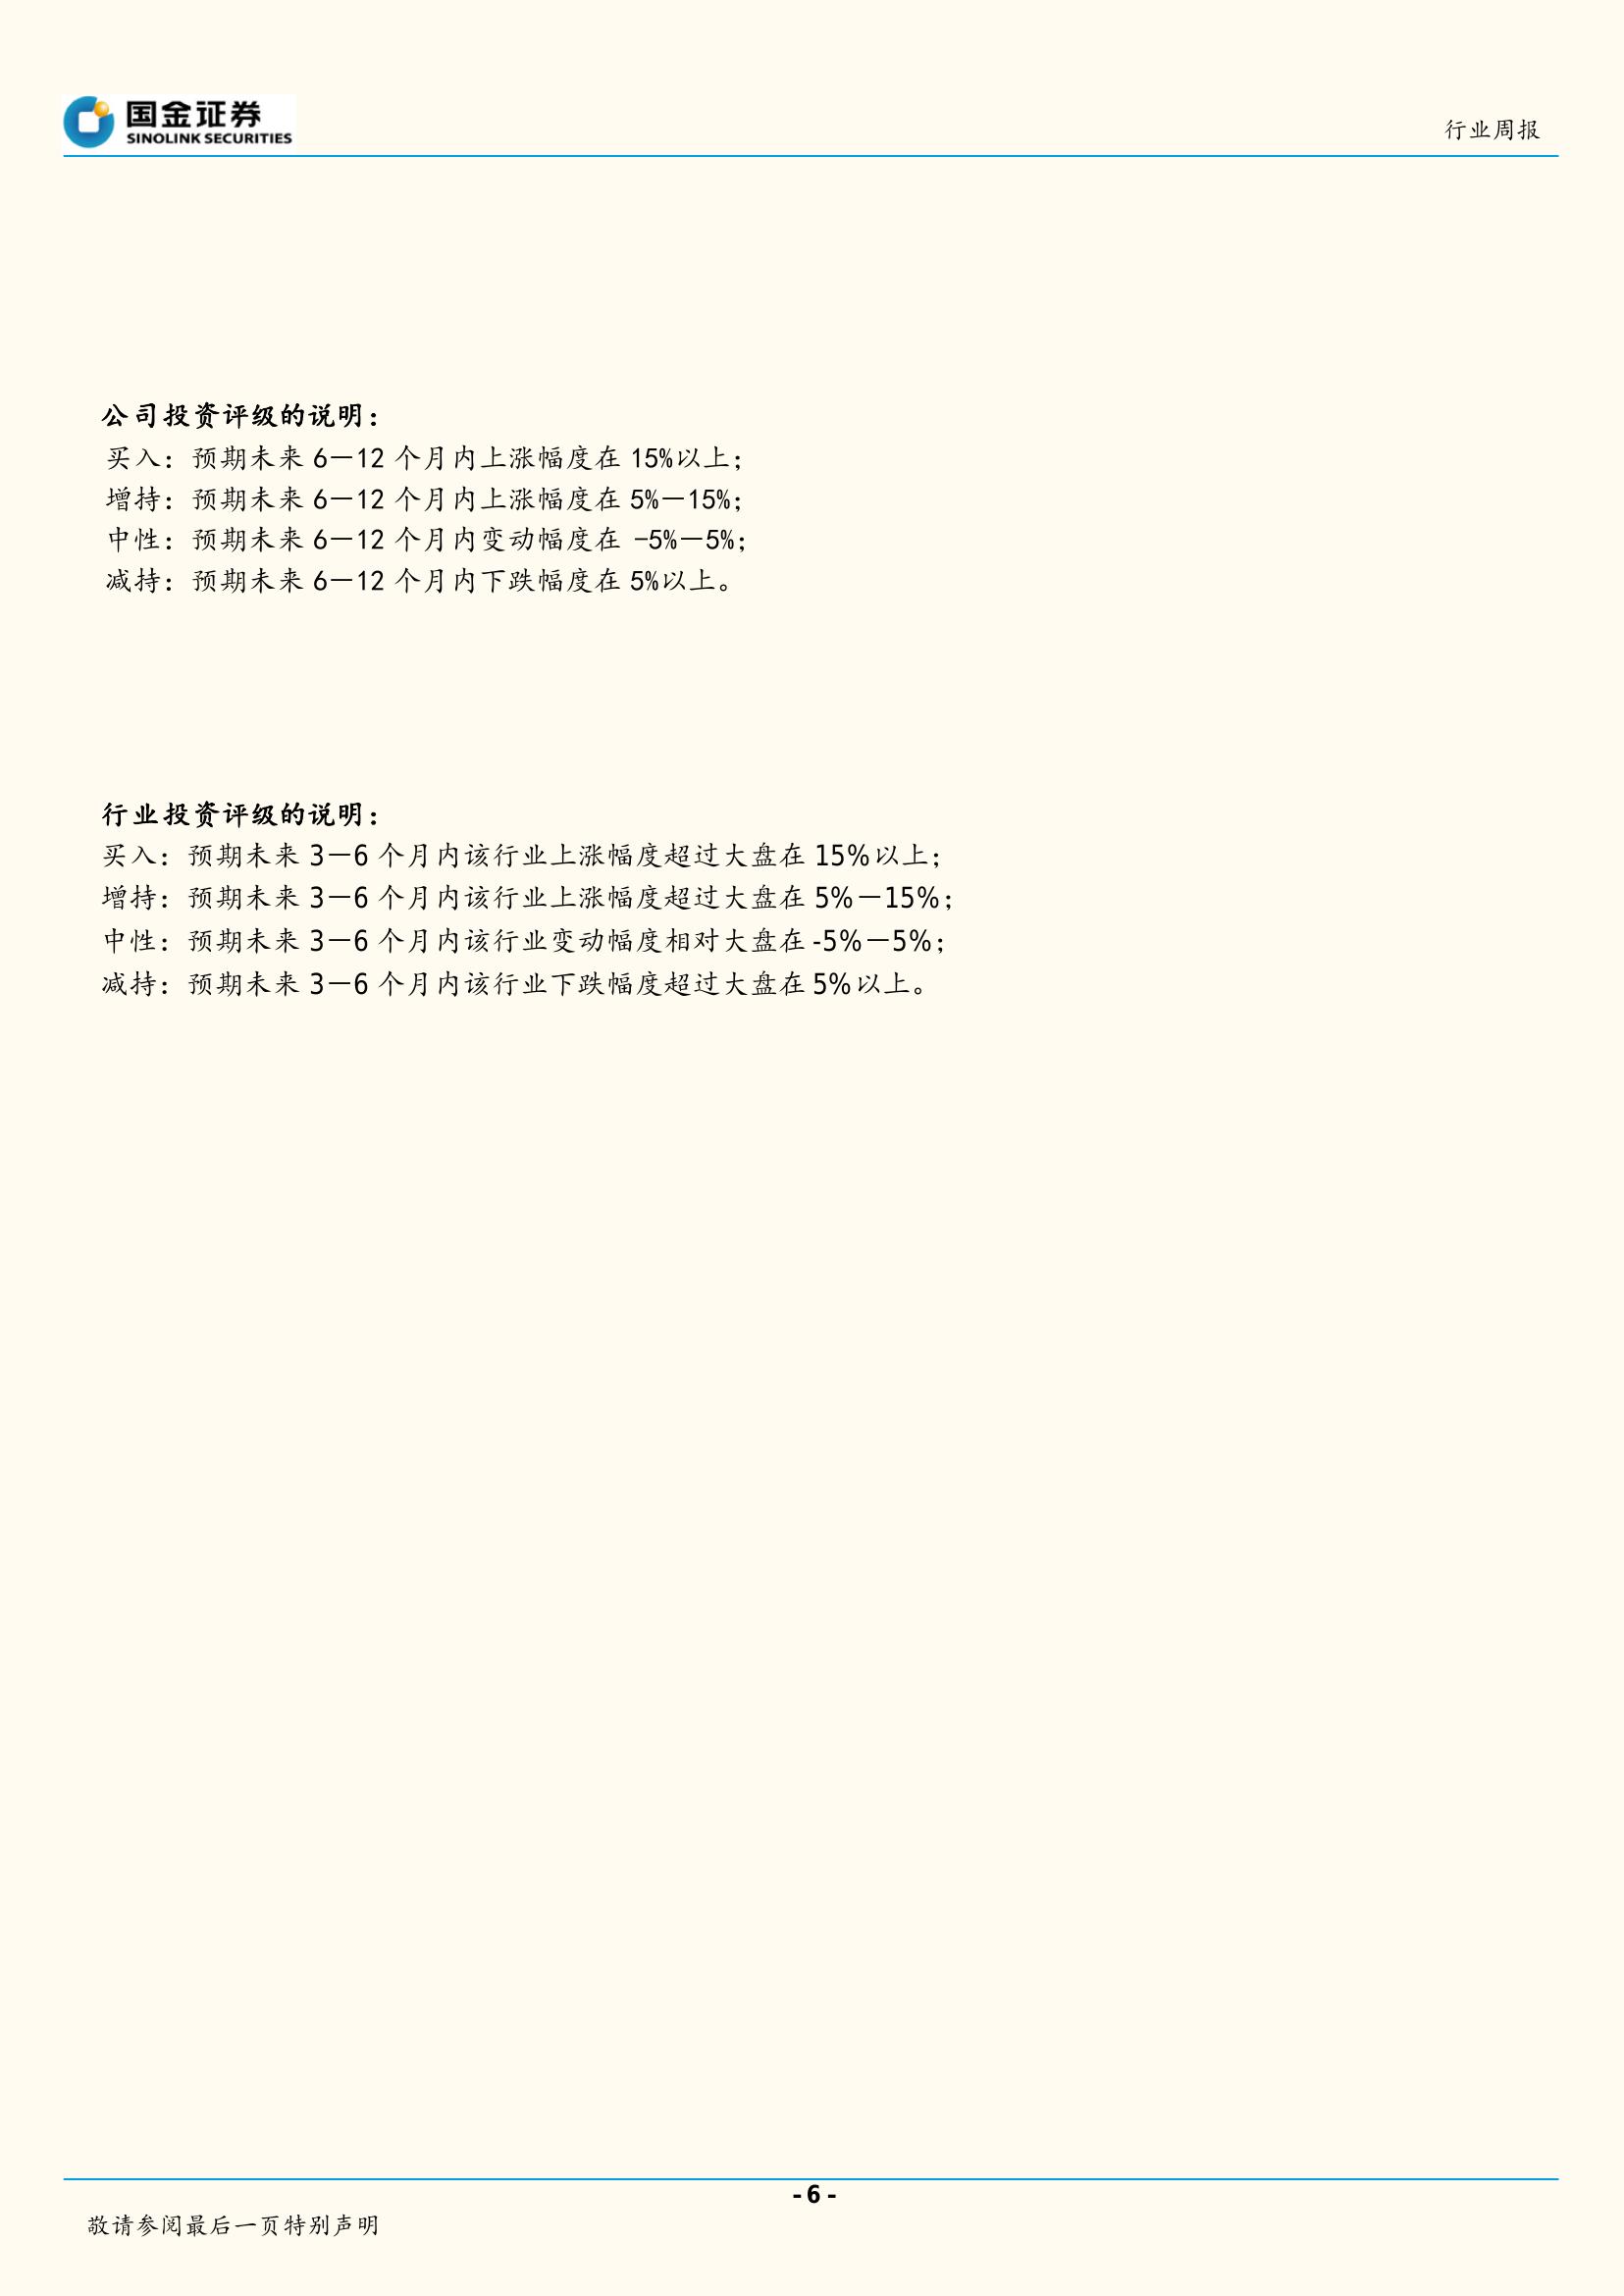 国金证券
SINOLINK SECURITIES
行业周报
公司投资评级的说明：
买入：预期未来 6－12 个月内上涨幅度在 15%以上；
增持：预期未来 6－12 个月内上涨幅度在 5%－15%；
中性：预期未来 6－12 个月内变动幅度在 -5%－5%；
减持：预期未来 6－12 个月内下跌幅度在 5%以上。
行业投资评级的说明：
买入：预期未来 3－6 个月内该行业上涨幅度超过大盘在 15%以上；
增持：预期未来 3－6 个月内该行业上涨幅度超过大盘在 5%－15%；
中性：预期未来 3－6 个月内该行业变动幅度相对大盘在 -5%－5%；
减持：预期未来 3－6 个月内该行业下跌幅度超过大盘在 5%以上。
- 6 -
敬请参阅最后一页特别声明